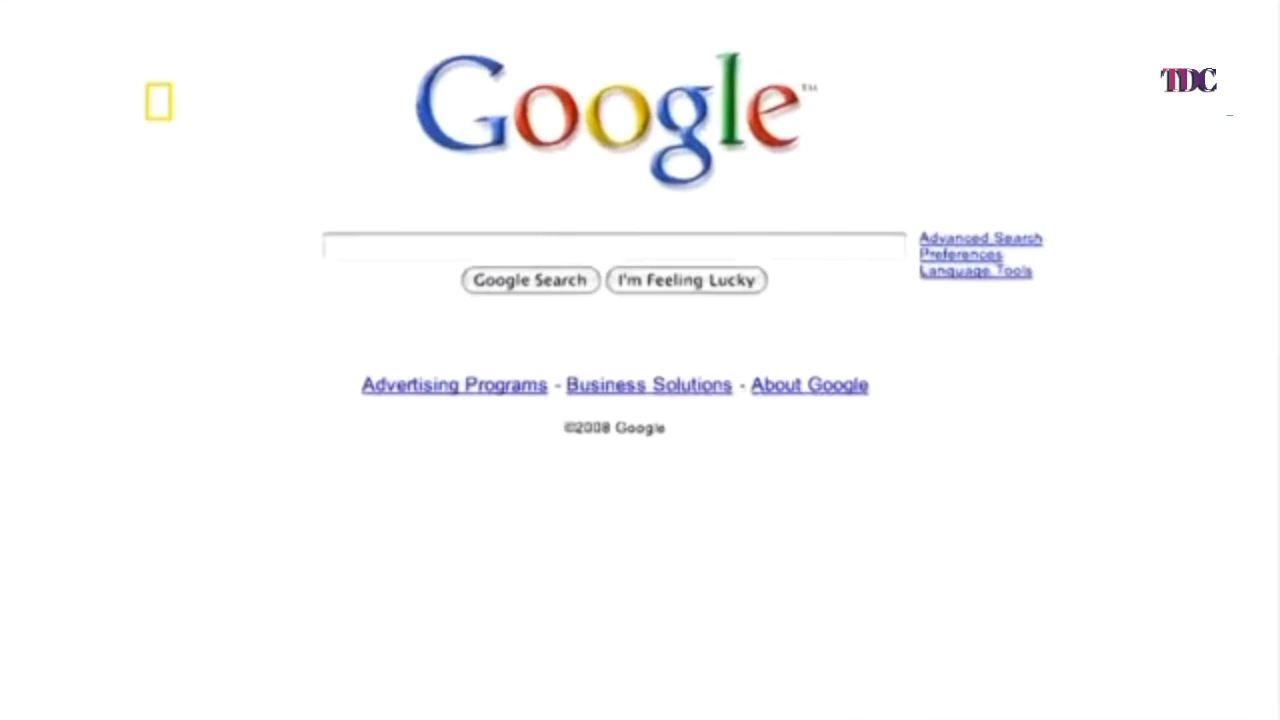 Google™
TDC
Advanced Search
Preferences
Language Tools
Google Search I'm Feeling Lucky
Advertising Programs - Business Solutions - About Google
©2008 Google